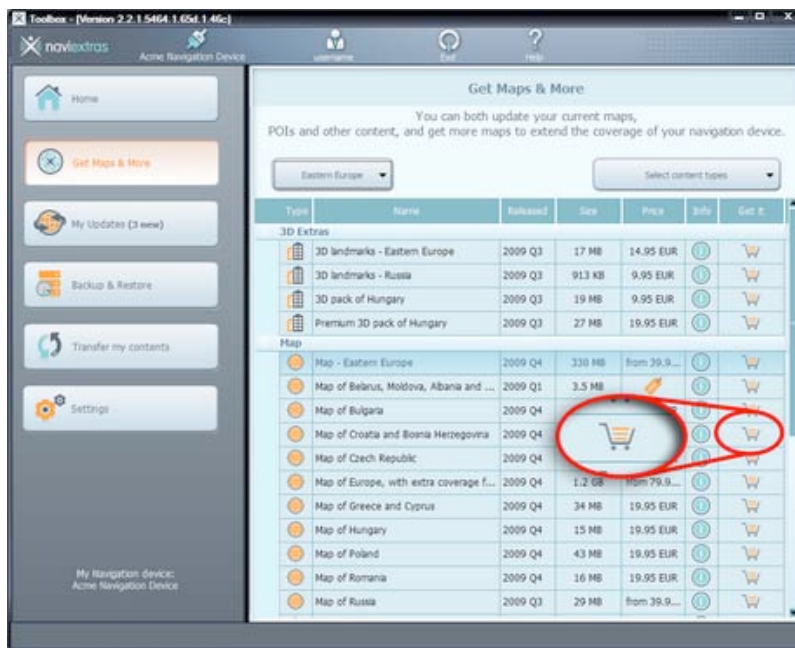 Toolbox - [Version 2.2.1.5464.1.65d.1.46c]
naviextras
Acme Navigation Device
username
Exit
Help
Home
Get Maps & More
My Updates (3 new)
Backup & Restore
Transfer my contents
Settings
My Navigation device:
Acme Navigation Device
Get Maps & More
You can both update your current maps,
POIs and other content, and get more maps to extend the coverage of your navigation device.
Eastern Europe
Select content types
Type Name Released Size Price Info Get it
3D Extras
3D landmarks - Eastern Europe 2009 Q3 17 MB 14.95 EUR
3D landmarks - Russia 2009 Q3 913 KB 9.95 EUR
3D pack of Hungary 2009 Q3 19 MB 9.95 EUR
Premium 3D pack of Hungary 2009 Q3 27 MB 19.95 EUR
Map
Map - Eastern Europe 2009 Q4 330 MB from 39.9...
Map of Belarus, Moldova, Albania and ... 2009 Q1 3.5 MB
Map of Bulgaria 2009 Q4
Map of Croatia and Bosnia Herzegovina 2009 Q4
Map of Czech Republic 2009 Q4
Map of Europe, with extra coverage f... 2009 Q4 1.2 GB from 79.9...
Map of Greece and Cyprus 2009 Q4 34 MB 19.95 EUR
Map of Hungary 2009 Q4 15 MB 19.95 EUR
Map of Poland 2009 Q4 43 MB 19.95 EUR
Map of Romania 2009 Q4 16 MB 19.95 EUR
Map of Russia 2009 Q3 29 MB from 39.9...